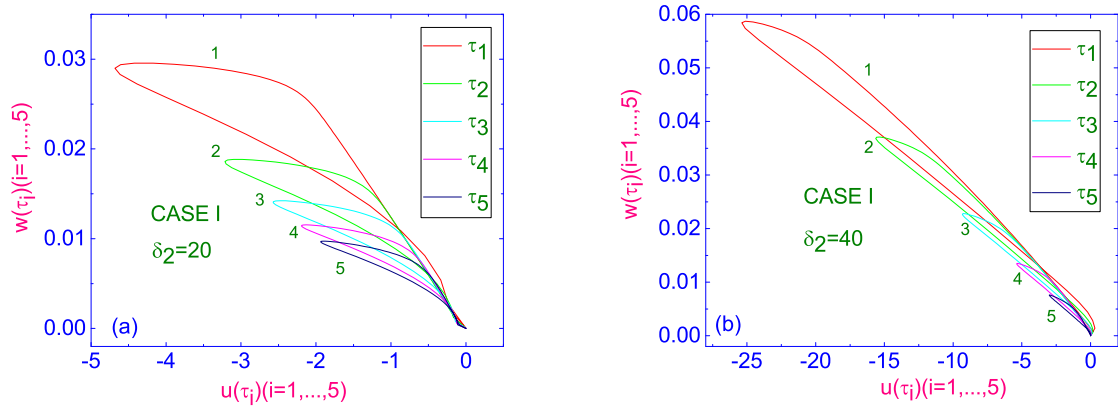 0.03
0.02
0.01
0.00
w(τi)(i=1,...,5)
1
2
3
4
5
CASE I
δ2=20
(a)
τ1
τ2
τ3
τ4
τ5
-5 -4 -3 -2 -1 0
u(τi)(i=1,...,5)
0.06
0.05
0.04
0.03
0.02
0.01
0.00
w(τi)(i=1,...,5)
1
2
3
4
5
CASE I
δ2=40
(b)
τ1
τ2
τ3
τ4
τ5
-25 -20 -15 -10 -5 0
u(τi)(i=1,...,5)